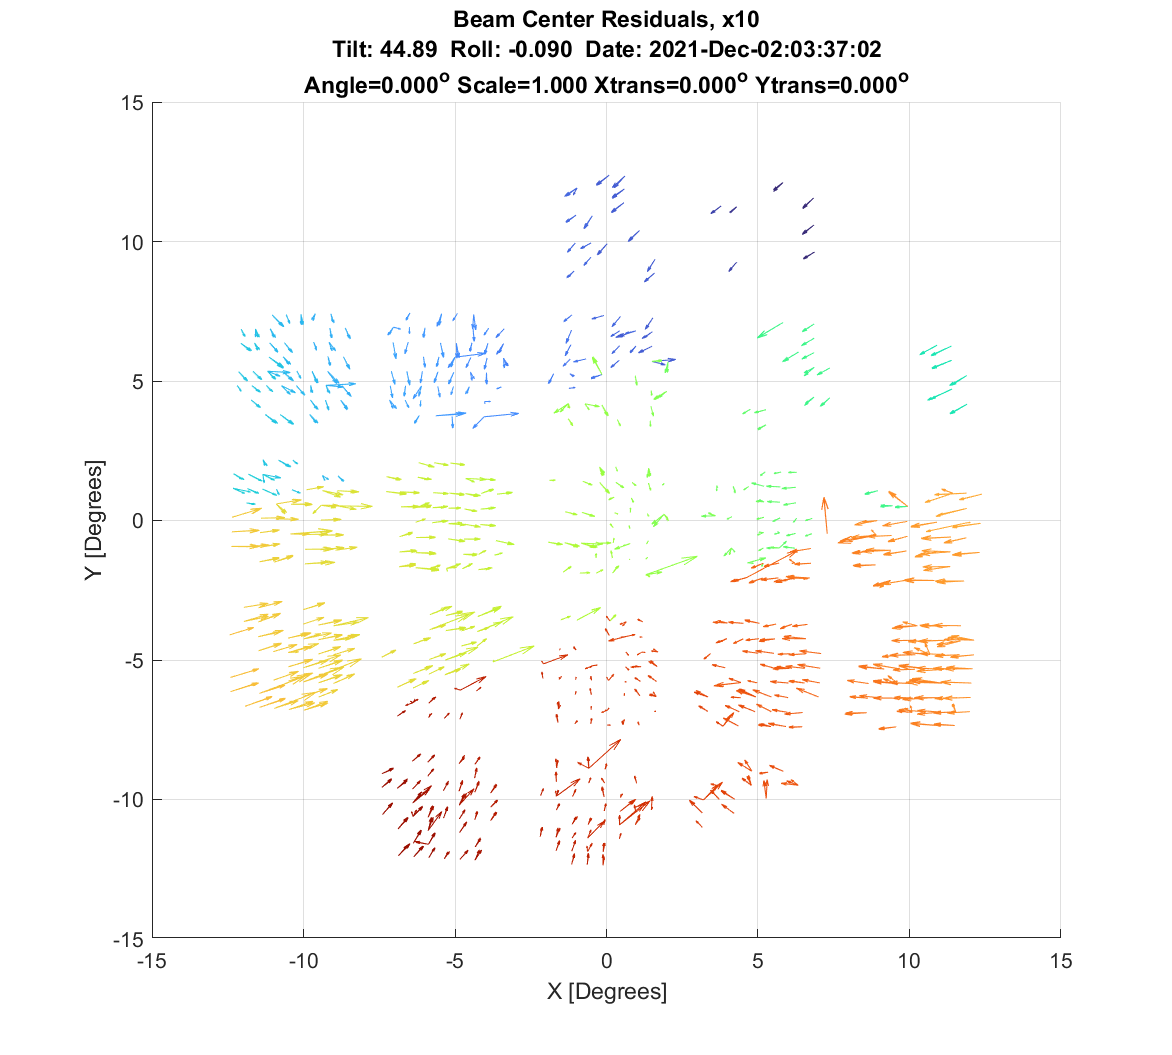 Beam Center Residuals, x10
Tilt: 44.89 Roll: -0.090 Date: 2021-Dec-02:03:37:02
Angle=0.000° Scale=1.000 Xtrans=0.000° Ytrans=0.000°
15
10
5
0
-5
-10
-15
Y [Degrees]
-15 -10 -5 0 5 10 15
X [Degrees]